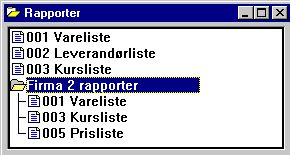 Rapporter
001 Vareliste
002 Leverandørliste
003 Kursliste
Firma 2 rapporter
001 Vareliste
003 Kursliste
005 Prisliste